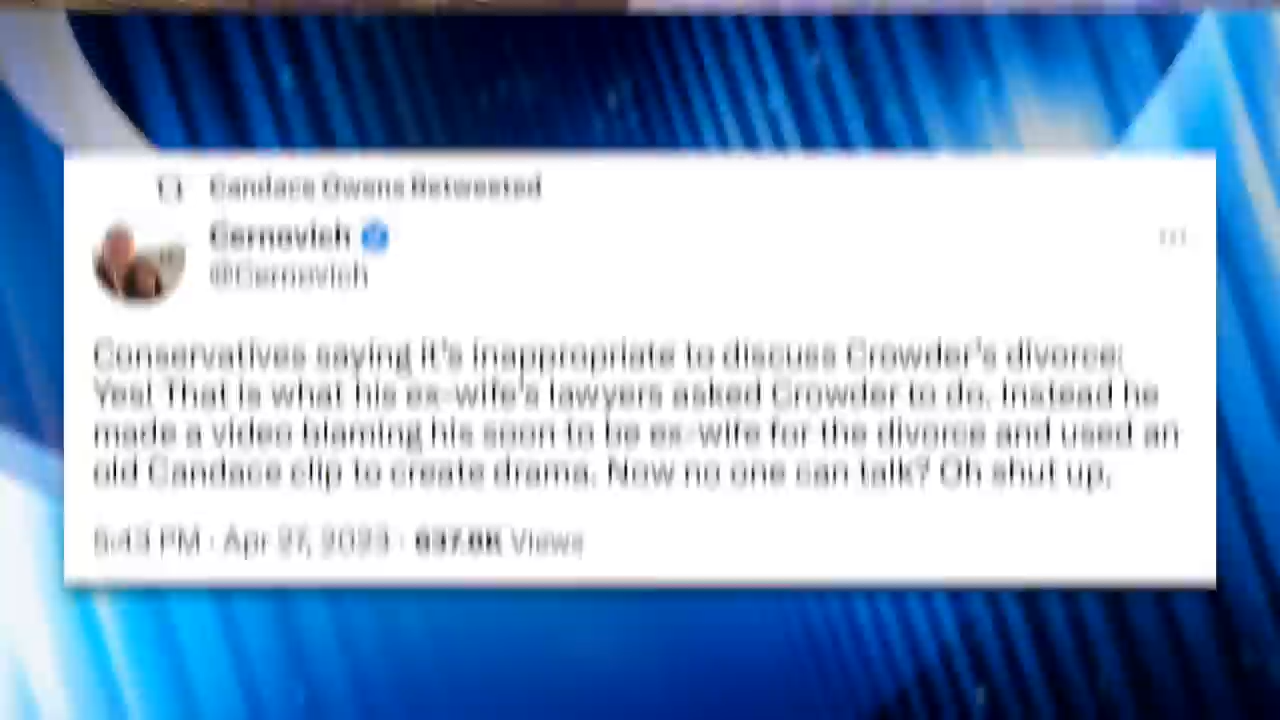 Candace Owens Retweeted
Cernovich
@Cernovich
Conservatives saying it's inappropriate to discuss Crowder's divorce:
Yes! That is what his ex-wife's lawyers asked Crowder to do. Instead he
made a video blaming his soon to be ex-wife for the divorce and used an
old Candace clip to create drama. Now no one can talk? Oh shut up.
PM · Apr 27, 2023 · Views